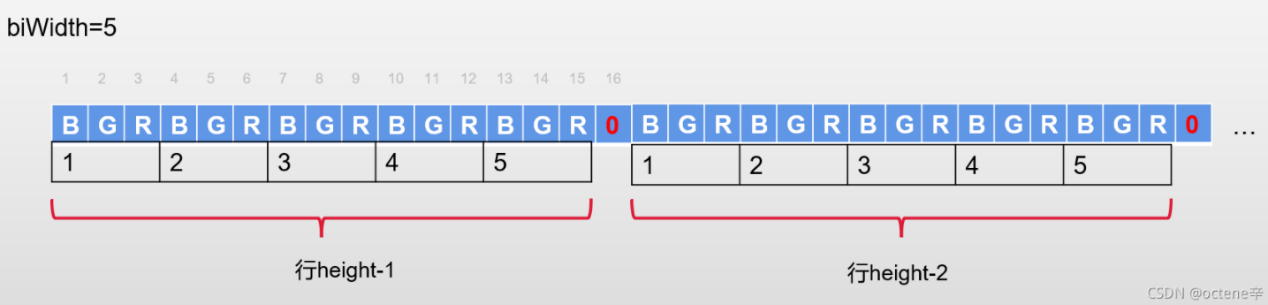 biWidth=5
1 2 3 4 5 6 7 8 9 10 11 12 13 14 15 16
B G R B G R B G R B G R B G R 0 B G R B G R B G R B G R B G R 0 ...
1 2 3 4 5 1 2 3 4 5
行height-1 行height-2
CSDN @octene辛